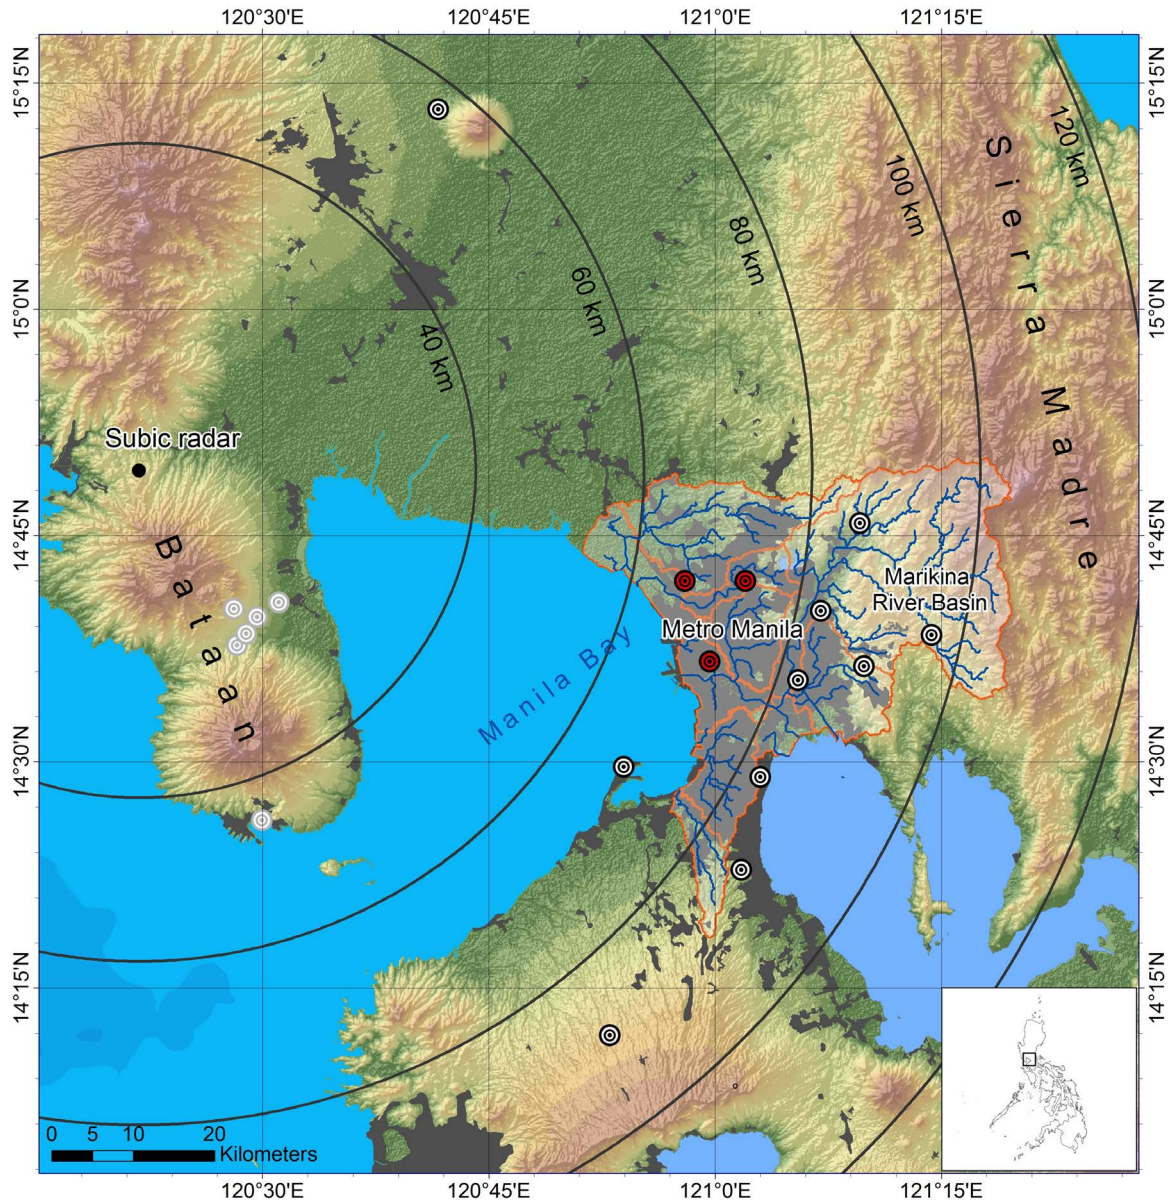 120°30'E 120°45'E 121°0'E 121°15'E
15°15'N 15°15'N
120 km
Sierra Madre
100 km
80 km
60 km
15°0'N 15°0'N
40 km
Subic radar
14°45'N 14°45'N
Bataan
Marikina
River Basin
Metro Manila
Manila Bay
14°30'N 14°30'N
14°15'N 14°15'N
0 5 10 20
Kilometers
120°30'E 120°45'E 121°0'E 121°15'E